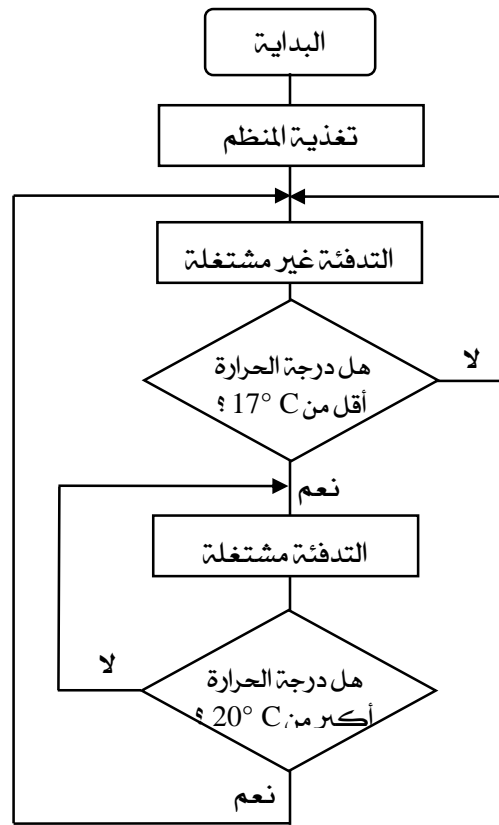 البداية
تغذية المنظم
التدفئة غير مشتغلة
هل درجة الحرارة
أقل من 17° C ؟
لا
نعم
التدفئة مشتغلة
هل درجة الحرارة
أكبر من 20° C ؟
لا
نعم